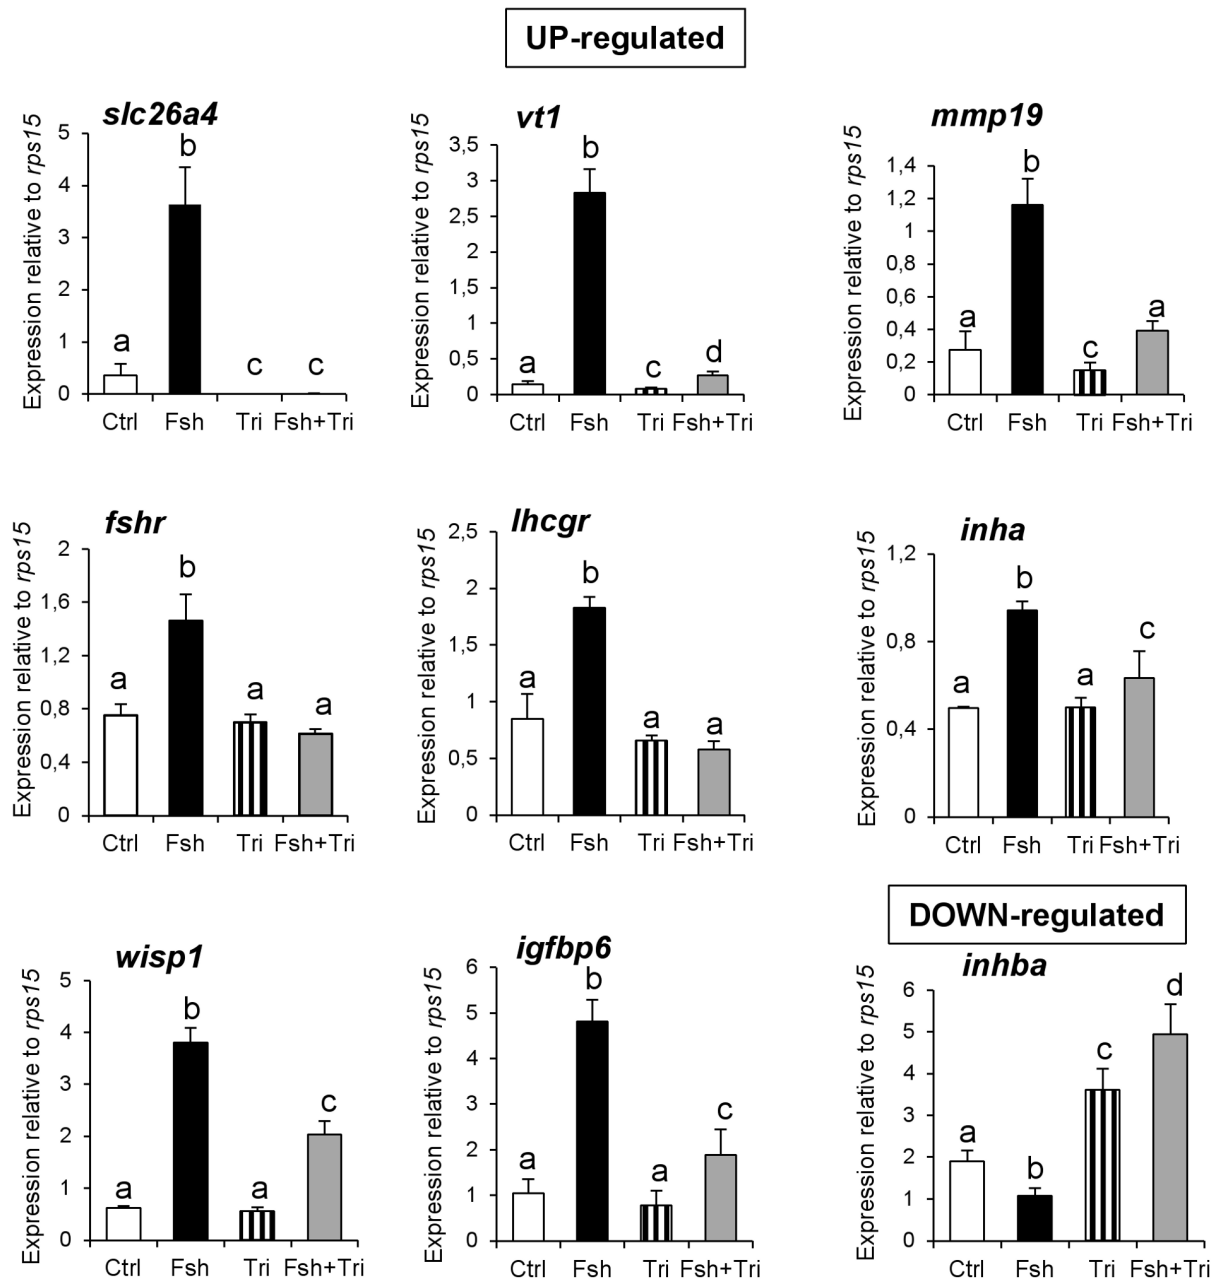 UP-regulated
slc26a4
Expression relative to rps15
5
4
3
2
1
0
a
b
c
c
Ctrl Fsh Tri Fsh+Tri
vt1
Expression relative to rps15
3,5
3
2,5
2
1,5
1
0,5
0
a
b
c
d
Ctrl Fsh Tri Fsh+Tri
mmp19
Expression relative to rps15
1,4
1,2
1
0,8
0,6
0,4
0,2
0
a
b
c
a
Ctrl Fsh Tri Fsh+Tri
fshr
Expression relative to rps15
2
1,6
1,2
0,8
0,4
0
a
b
a
a
Ctrl Fsh Tri Fsh+Tri
lhcgr
Expression relative to rps15
2,5
2
1,5
1
0,5
0
a
b
a
a
Ctrl Fsh Tri Fsh+Tri
inha
Expression relative to rps15
1,2
0,8
0,4
0
a
b
a
c
Ctrl Fsh Tri Fsh+Tri
wisp1
Expression relative to rps15
5
4
3
2
1
0
a
b
a
c
Ctrl Fsh Tri Fsh+Tri
igfbp6
Expression relative to rps15
6
5
4
3
2
1
0
a
b
a
c
Ctrl Fsh Tri Fsh+Tri
DOWN-regulated
inhba
Expression relative to rps15
6
5
4
3
2
1
0
a
b
c
d
Ctrl Fsh Tri Fsh+Tri